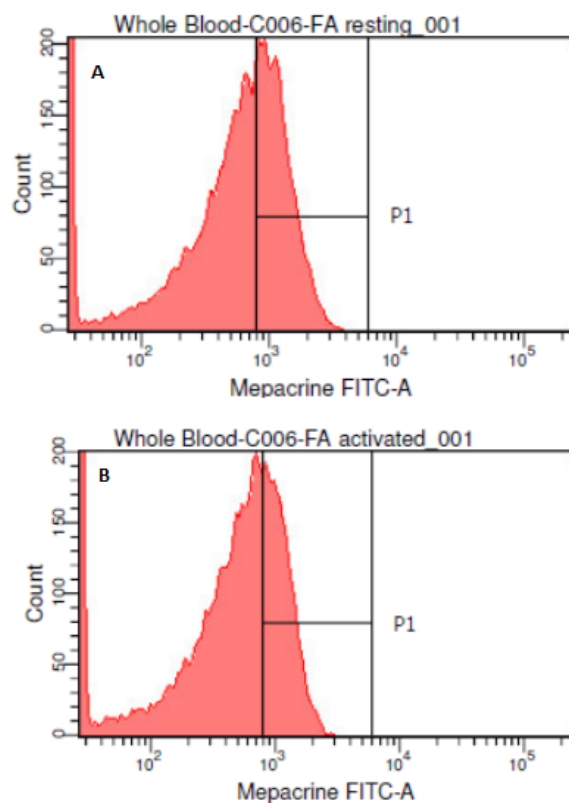 Whole Blood-C006-FA resting_001
A
200
150
100
50
0
Count
P1
10² 10³ 10⁴ 10⁵
Mepacrine FITC-A
Whole Blood-C006-FA activated_001
B
200
150
100
50
0
Count
P1
10² 10³ 10⁴ 10⁵
Mepacrine FITC-A